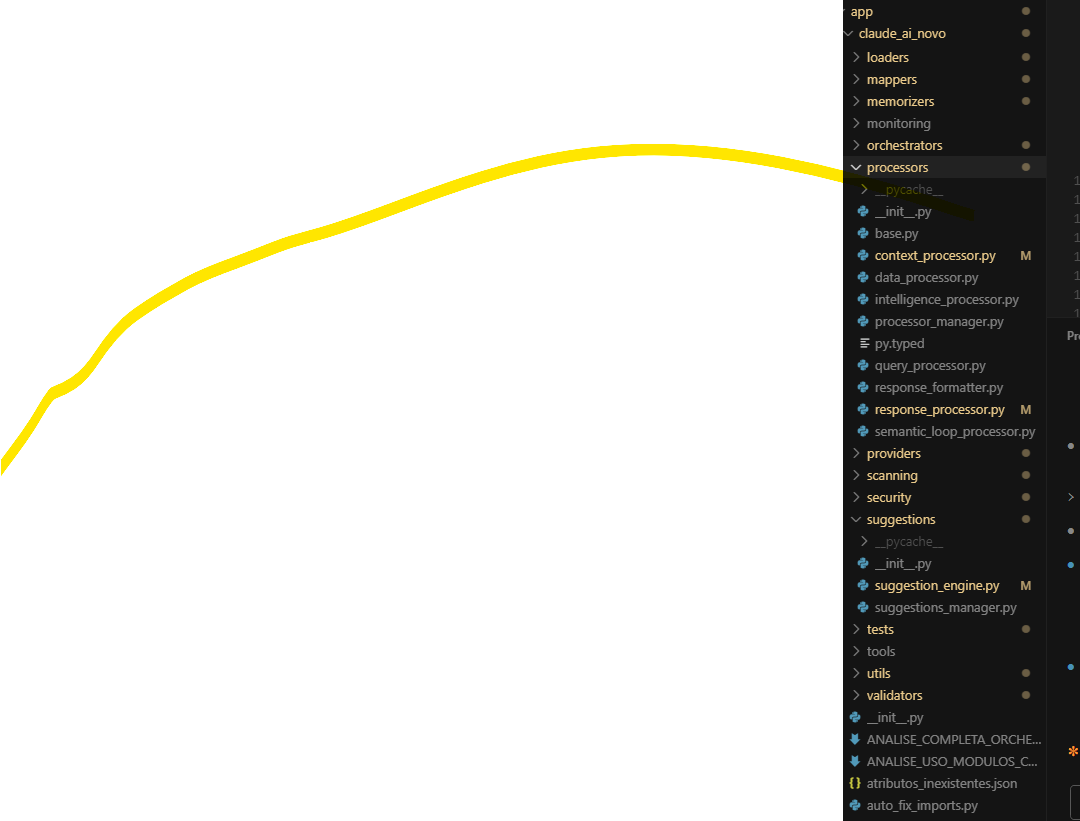 app
claude_ai_novo
loaders
mappers
memorizers
monitoring
orchestrators
processors
__pycache__
__init__.py
base.py
context_processor.py M
data_processor.py
intelligence_processor.py
processor_manager.py
py.typed
query_processor.py
response_formatter.py
response_processor.py M
semantic_loop_processor.py
providers
scanning
security
suggestions
__pycache__
__init__.py
suggestion_engine.py M
suggestions_manager.py
tests
tools
utils
validators
__init__.py
ANALISE_COMPLETA_ORCHE...
ANALISE_USO_MODULOS_C...
atributos_inexistentes.json
auto_fix_imports.py